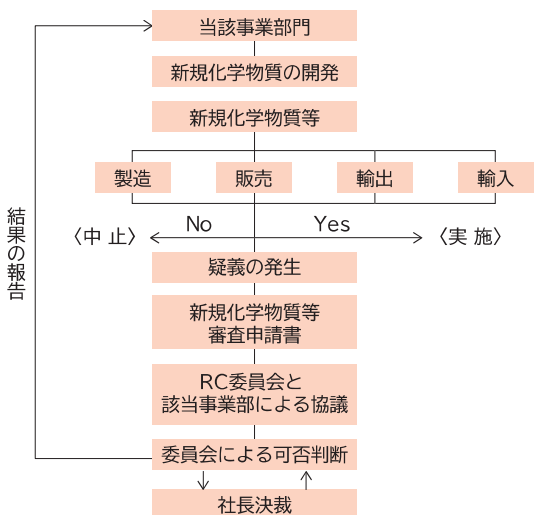 当該事業部門
新規化学物質の開発
新規化学物質等
製造
販売
輸出
輸入
No
Yes
〈中 止〉
〈実 施〉
結果の報告
疑義の発生
新規化学物質等
審査申請書
RC委員会と
該当事業部による協議
委員会による可否判断
社長決裁